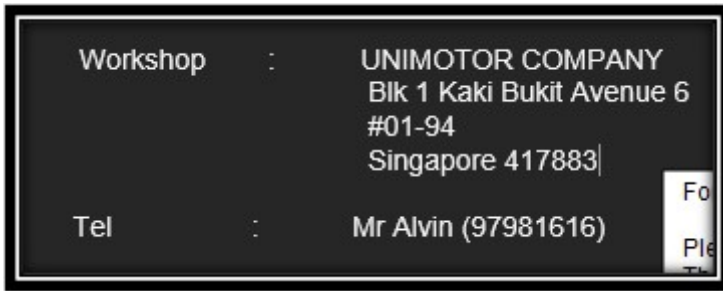 Workshop : UNIMOTOR COMPANY
Blk 1 Kaki Bukit Avenue 6
#01-94
Singapore 417883
Fo
Tel : Mr Alvin (97981616)
Ple